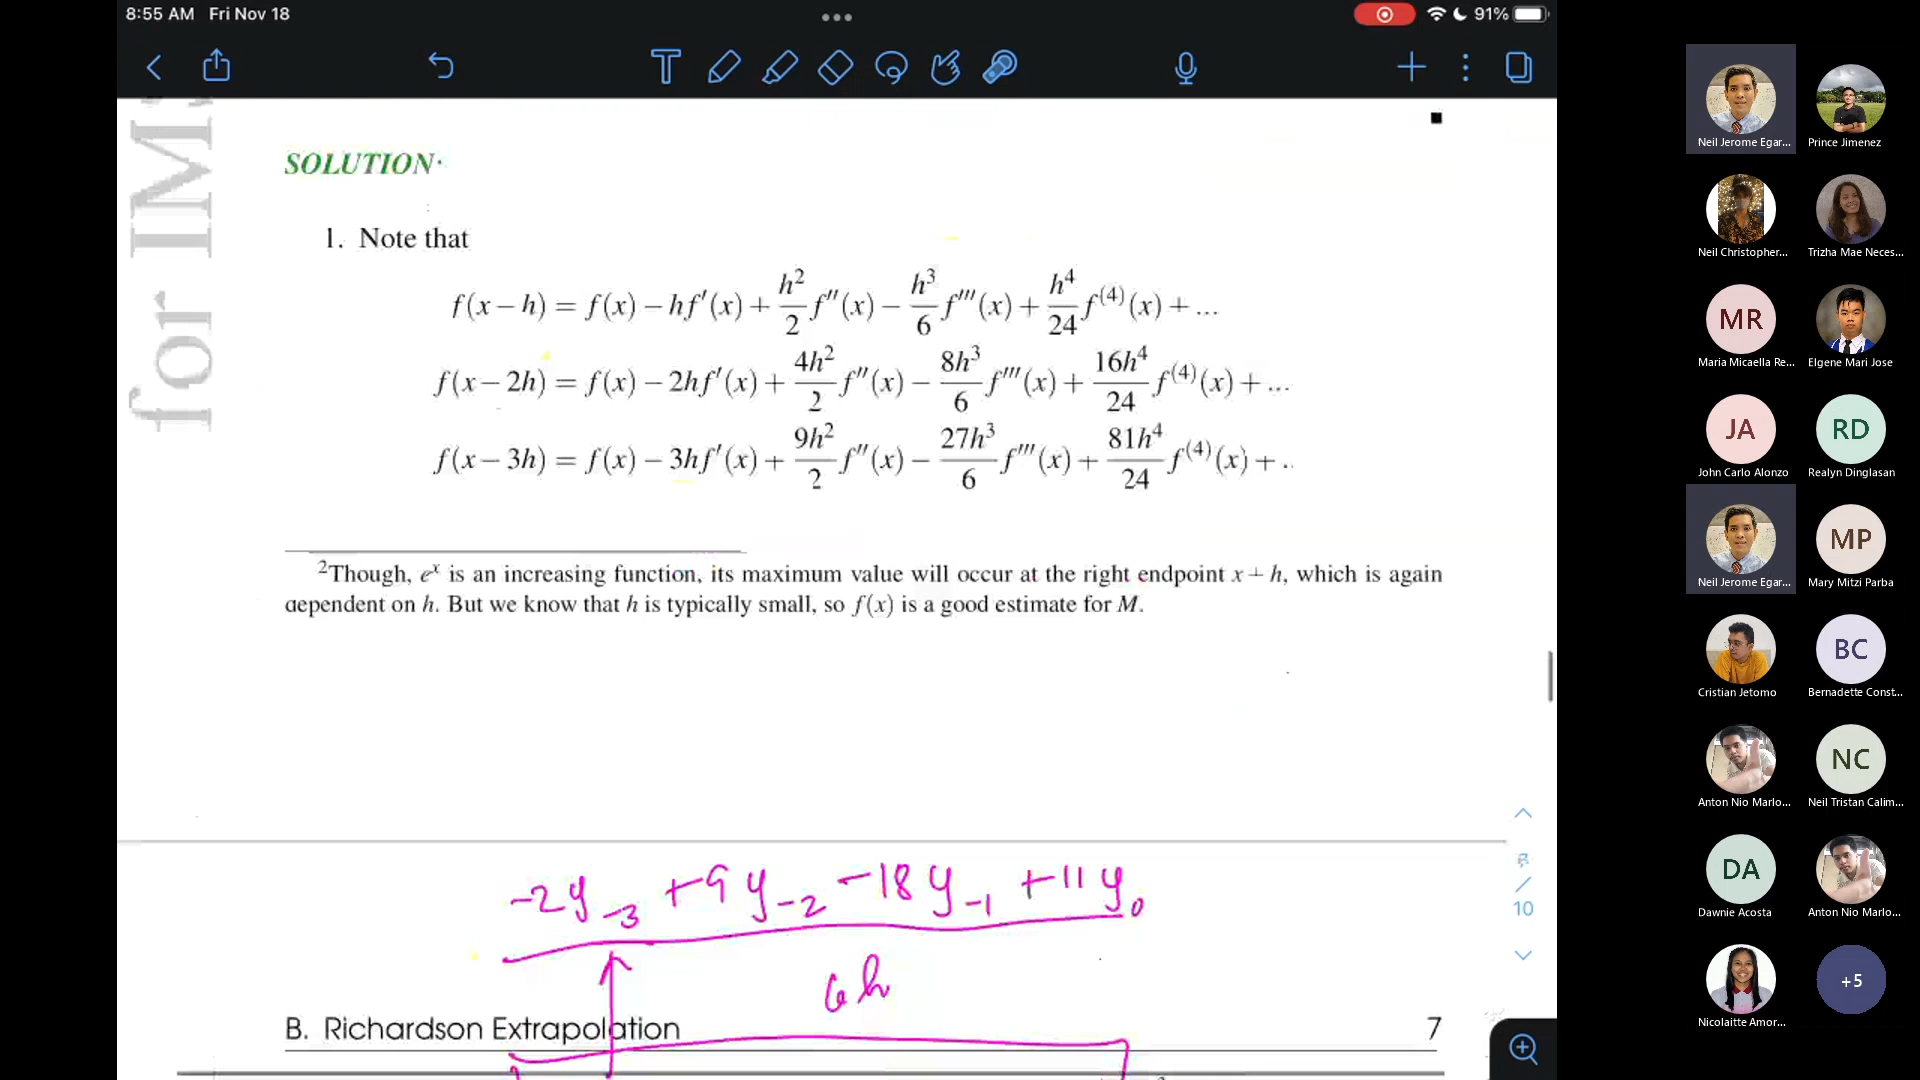 8:55 AM Fri Nov 18
91%
for IM
SOLUTION
1. Note that
f(x − h) = f(x) − hf′(x) + h²/2 f″(x) − h³/6 f‴(x) + h⁴/24 f⁽⁴⁾(x) + ...
f(x − 2h) = f(x) − 2hf′(x) + 4h²/2 f″(x) − 8h³/6 f‴(x) + 16h⁴/24 f⁽⁴⁾(x) + ...
f(x − 3h) = f(x) − 3hf′(x) + 9h²/2 f″(x) − 27h³/6 f‴(x) + 81h⁴/24 f⁽⁴⁾(x) + ..
²Though, eˣ is an increasing function, its maximum value will occur at the right endpoint x + h, which is again
dependent on h. But we know that h is typically small, so f(x) is a good estimate for M.
-2y₋₃ +9y₋₂ -18y₋₁ +11y₀
6h
B. Richardson Extrapolation 7
/
10
Neil Jerome Egar... Prince Jimenez
Neil Christopher... Trizha Mae Neces...
MR
Maria Micaella Re... Elgene Mari Jose
JA RD
John Carlo Alonzo Realyn Dinglasan
MP
Neil Jerome Egar... Mary Mitzi Parba
BC
Cristian Jetomo Bernadette Const...
NC
Anton Nio Marlo... Neil Tristan Calim...
DA
Dawnie Acosta Anton Nio Marlo...
+5
Nicolaitte Amor...